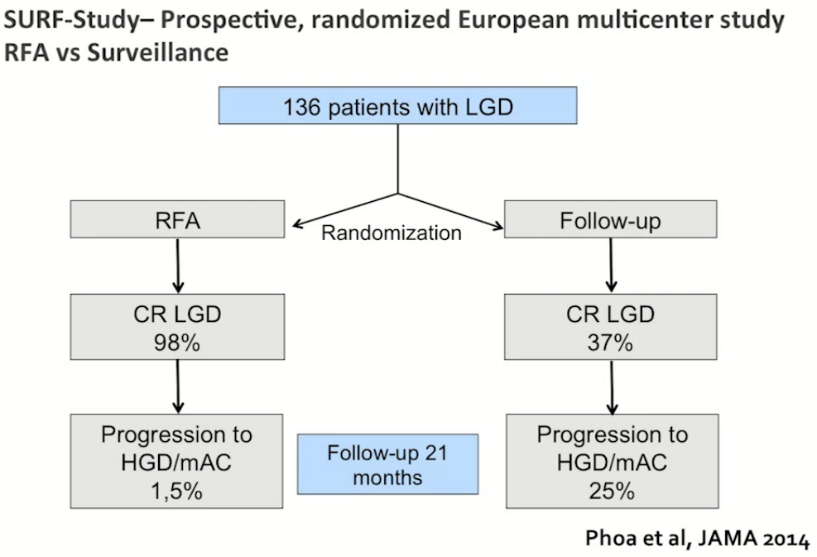 SURF-Study– Prospective, randomized European multicenter study
RFA vs Surveillance
136 patients with LGD
RFA
Randomization
Follow-up
CR LGD
98%
CR LGD
37%
Progression to
HGD/mAC
1,5%
Follow-up 21
months
Progression to
HGD/mAC
25%
Phoa et al, JAMA 2014